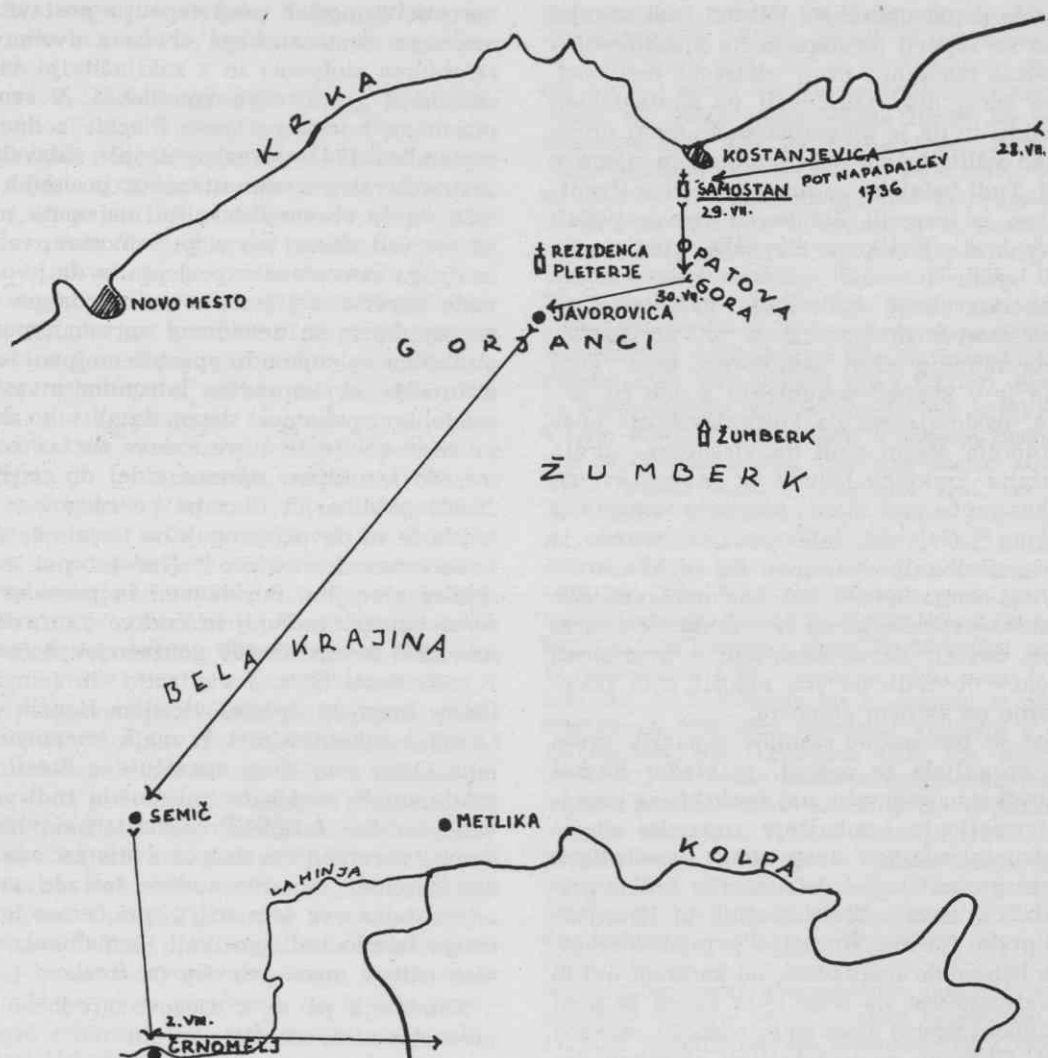 KRKA
KOSTANJEVICA
28. VII.
POT NAPADALCEV
1736
SAMOSTAN
29. VII.
REZIDENCA
PLETERJE
PATOVA
GORA
30. VII.
NOVO MESTO
JAVOROVICA
GORJANCI
ŽUMBERK
ŽUMBERK
BELA KRAJINA
SEMIČ
METLIKA
KOLPA
LAHINJA
2. VIII.
ČRNOMELJ